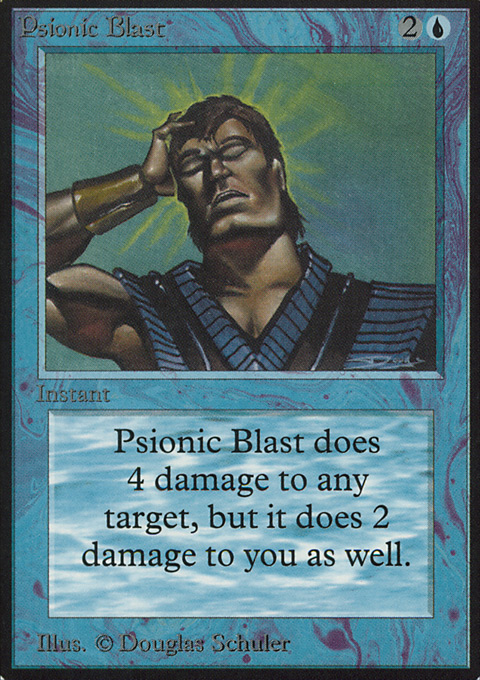 Psionic Blast 2
Instant
Psionic Blast does
4 damage to any
target, but it does 2
damage to you as well.
Illus. © Douglas Schuler